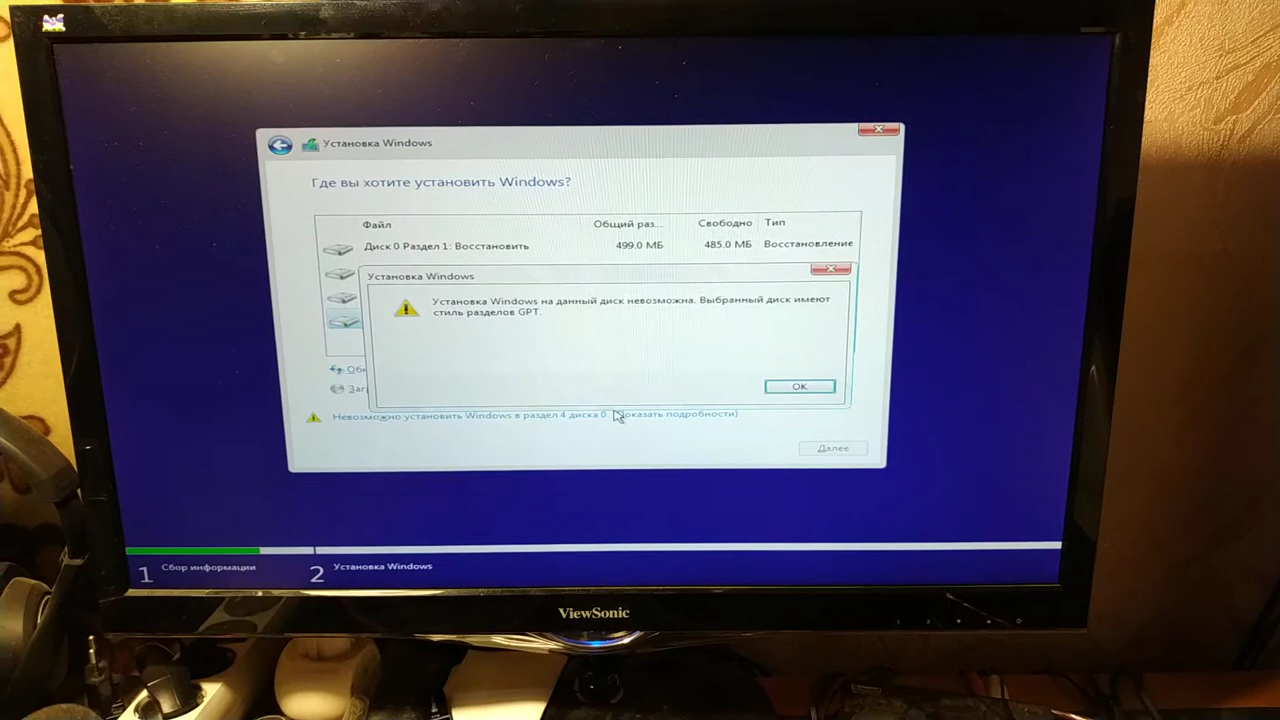 Установка Windows
Где вы хотите установить Windows?
Файл Общий раз... Свободно Тип
Диск 0 Раздел 1: Восстановить 499.0 МБ 485.0 МБ Восстановление
Установка Windows
Установка Windows на данный диск невозможна. Выбранный диск имеют
стиль разделов GPT.
OK
Невозможно установить Windows в раздел 4 диска 0. (Показать подробности)
Далее
1 Сбор информации 2 Установка Windows
ViewSonic